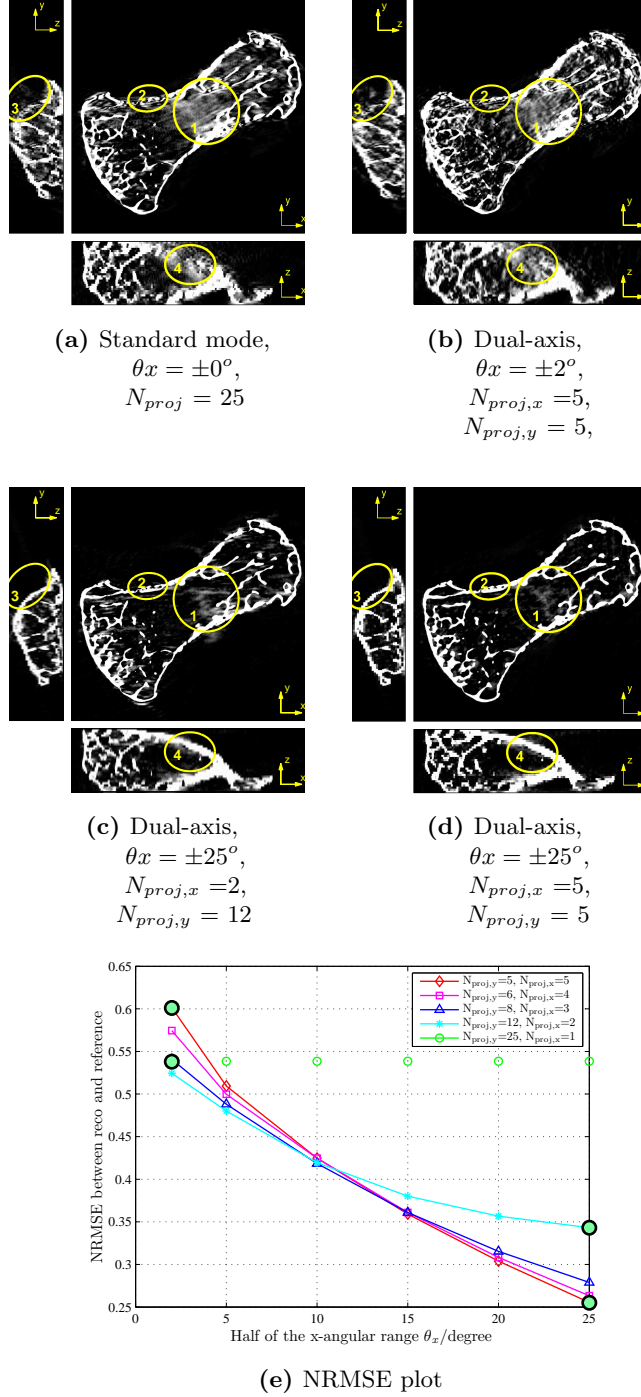 y
z
3
2
1
y
x
4
z
x
y
z
3
2
1
y
x
4
z
x
(a) Standard mode,
θx = ±0°,
N_proj = 25
(b) Dual-axis,
θx = ±2°,
N_proj,x =5,
N_proj,y = 5,
y
z
3
2
1
y
x
4
z
x
y
z
3
2
1
y
x
4
z
x
(c) Dual-axis,
θx = ±25°,
N_proj,x =2,
N_proj,y = 12
(d) Dual-axis,
θx = ±25°,
N_proj,x =5,
N_proj,y = 5
NRMSE between reco and reference
0.65
0.6
0.55
0.5
0.45
0.4
0.35
0.3
0.25
N_proj,y=5, N_proj,x=5
N_proj,y=6, N_proj,x=4
N_proj,y=8, N_proj,x=3
N_proj,y=12, N_proj,x=2
N_proj,y=25, N_proj,x=1
0 5 10 15 20 25
Half of the x-angular range θ_x/degree
(e) NRMSE plot